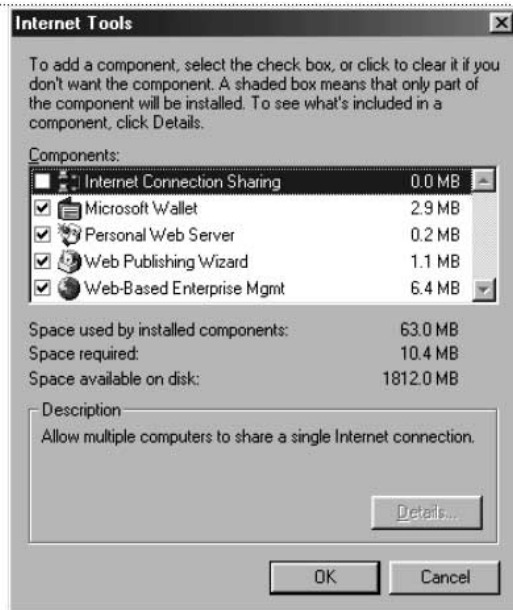 Internet Tools
To add a component, select the check box, or click to clear it if you
don't want the component. A shaded box means that only part of
the component will be installed. To see what's included in a
component, click Details.
Components:
Internet Connection Sharing 0.0 MB
Microsoft Wallet 2.9 MB
Personal Web Server 0.2 MB
Web Publishing Wizard 1.1 MB
Web-Based Enterprise Mgmt 6.4 MB
Space used by installed components: 63.0 MB
Space required: 10.4 MB
Space available on disk: 1812.0 MB
Description
Allow multiple computers to share a single Internet connection.
Details...
OK Cancel